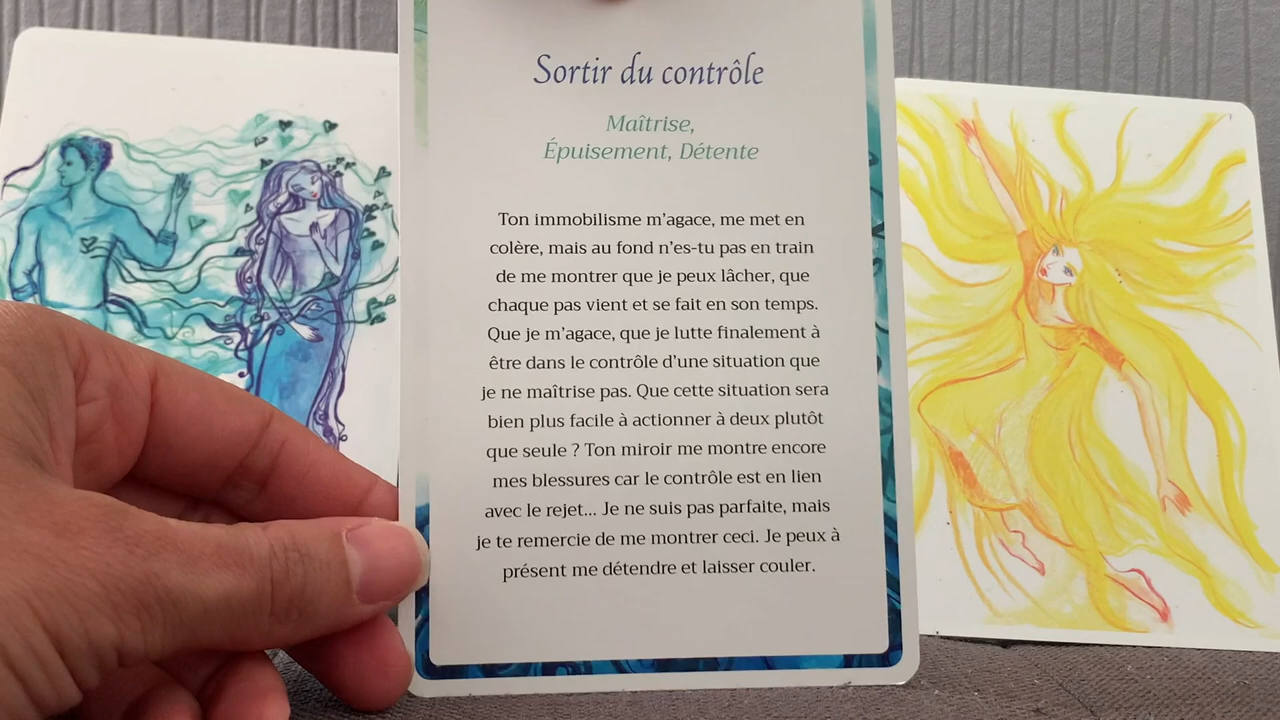 Sortir du contrôle
Maîtrise,
Épuisement, Détente
Ton immobilisme m'agace, me met en
colère, mais au fond n'es-tu pas en train
de me montrer que je peux lâcher, que
chaque pas vient et se fait en son temps.
Que je m'agace, que je lutte finalement à
être dans le contrôle d'une situation que
je ne maîtrise pas. Que cette situation sera
bien plus facile à actionner à deux plutôt
que seule ? Ton miroir me montre encore
mes blessures car le contrôle est en lien
avec le rejet... Je ne suis pas parfaite, mais
je te remercie de me montrer ceci. Je peux à
présent me détendre et laisser couler.